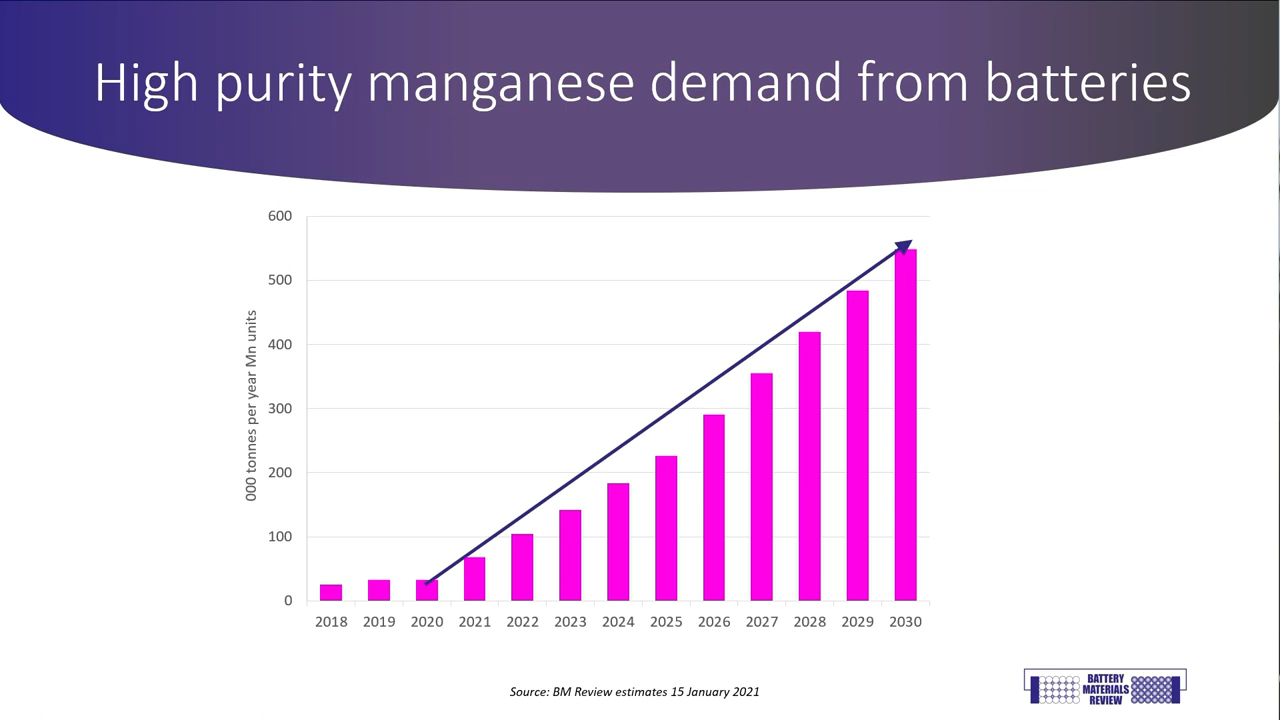 High purity manganese demand from batteries
000 tonnes per year Mn units
600
500
400
300
200
100
0
2018 2019 2020 2021 2022 2023 2024 2025 2026 2027 2028 2029 2030
Source: BM Review estimates 15 January 2021
BATTERY
MATERIALS
REVIEW